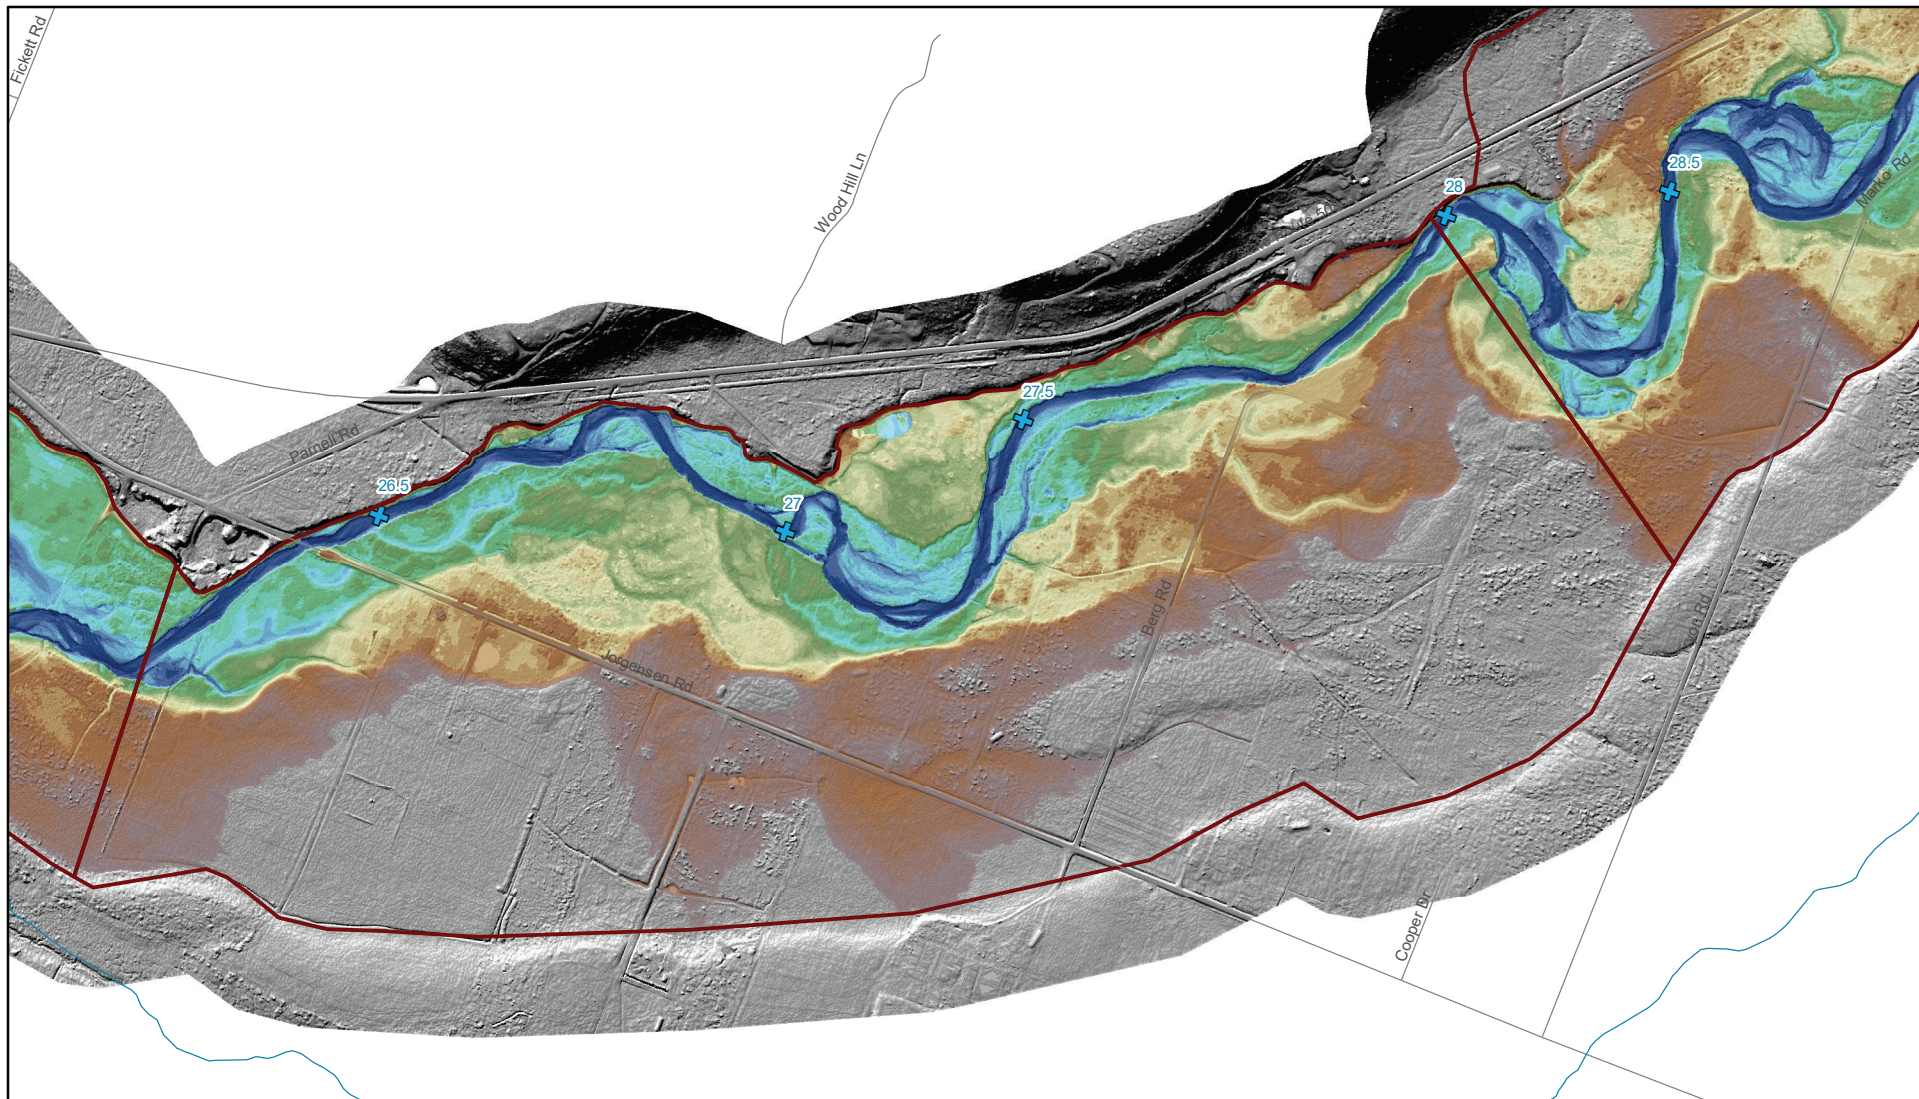 Fickett Rd
Wood Hill Ln
28.5
Marko Rd
28
27.5
Parnell Rd
26.5
27
Berg Rd
Jorgensen Rd
Rd
Cooper Dr